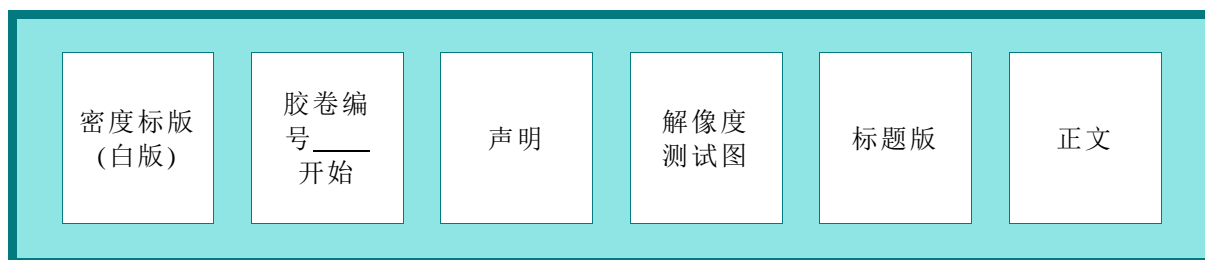 密度标版
(白版)
胶卷编
号____
开始
声明
解像度
测试图
标题版
正文